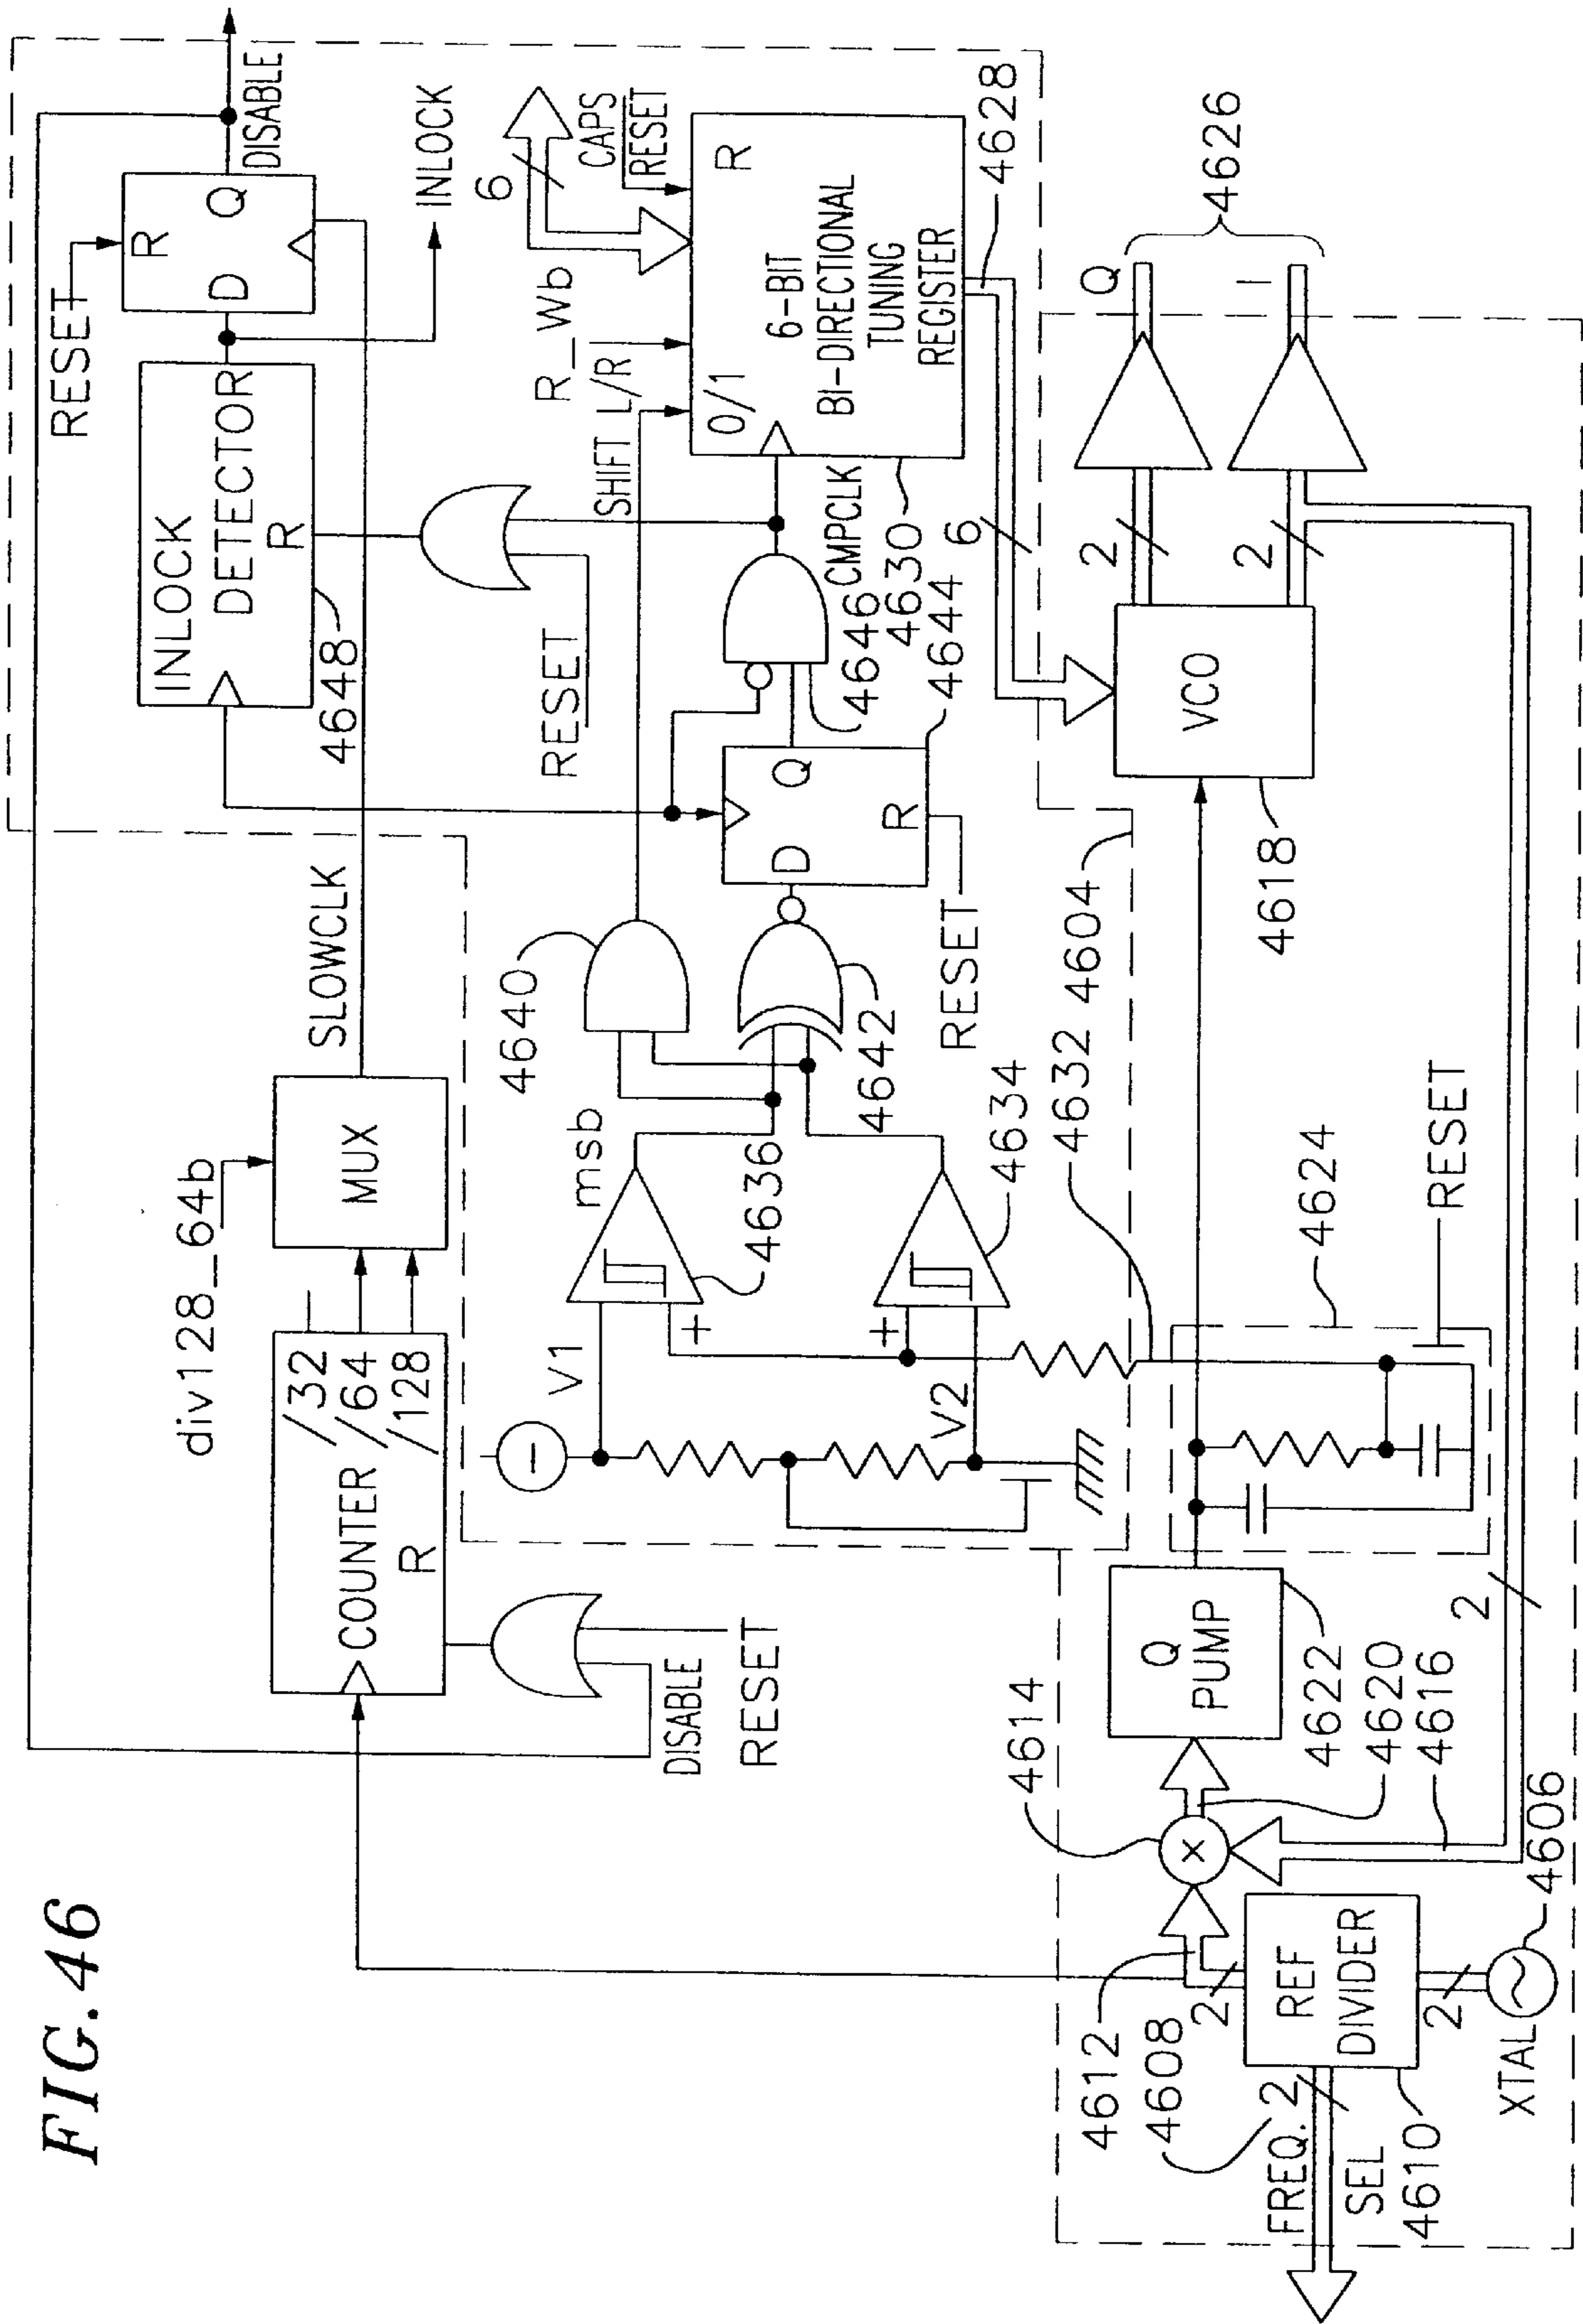 FIG.46
RESET
R
D
Q
DISABLE
INLOCK
DETECTOR
R
4648
INLOCK
SLOWCLK
div128_64b
MUX
COUNTER
R
/32
/64
/128
DISABLE
RESET
RESET
6
CAPS
RESET
R_Wb
SHIFT L/R
0/1
R
6-BIT
BI-DIRECTIONAL
TUNING
REGISTER
4628
CMPCLK
4646
4630
4644
6
D
Q
R
RESET
4640
4642
msb
4636
4634
V1
V2
+
+
4632
4604
4624
RESET
Q
PUMP
4622
4620
4616
4614
2
VCO
4618
2
2
Q
I
4626
4612
4608
2
REF
DIVIDER
2
FREQ.
SEL
4610
2
XTAL
4606